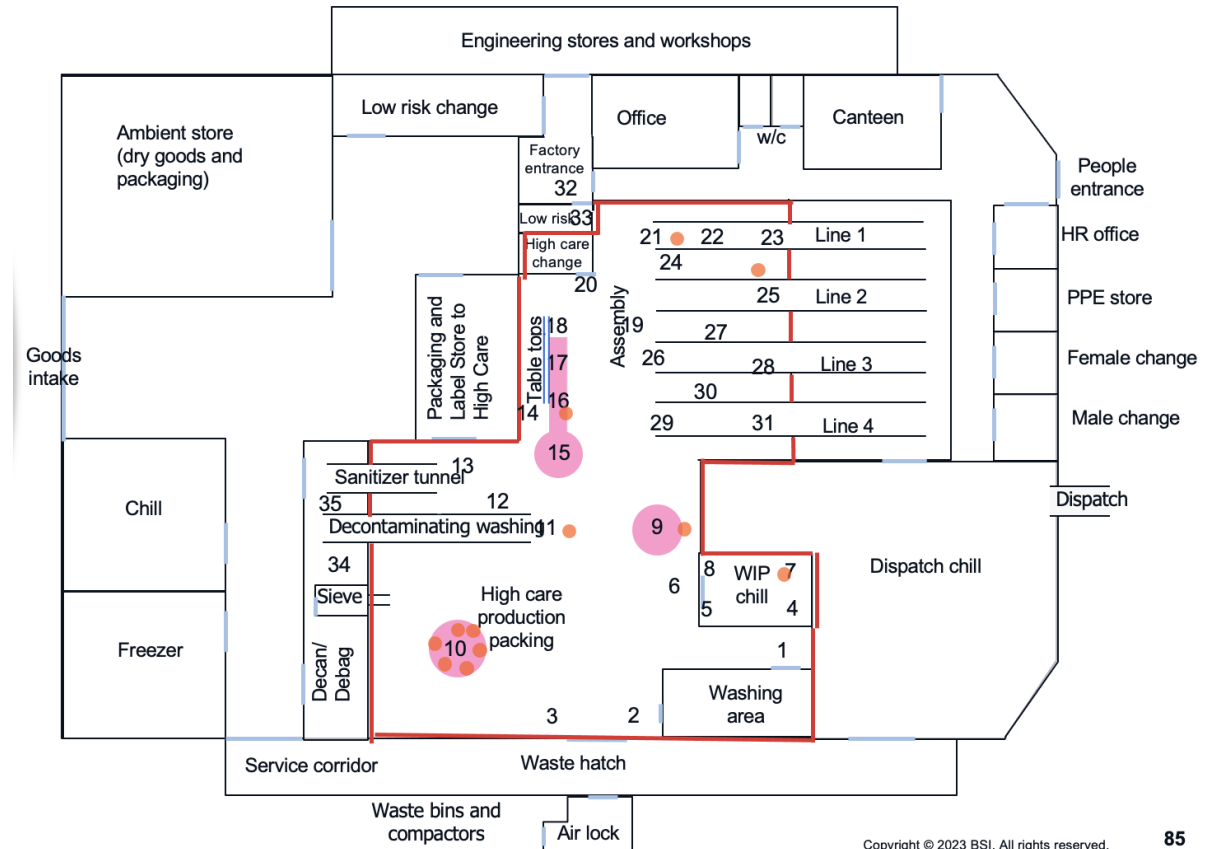 Engineering stores and workshops
Low risk change
Office
w/c
Canteen
Ambient store
(dry goods and
packaging)
Factory
entrance
32
People
entrance
Low risk
33
High care
change
20
21
22
23
Line 1
HR office
24
25
Line 2
PPE store
Assembly
19
27
26
28
Line 3
Female change
30
29
31
Line 4
Male change
Goods
intake
Packaging and
Label Store to
High Care
Table tops
18
17
16
14
15
13
Sanitizer tunnel
35
12
Decontaminating washing
11
9
Dispatch
Chill
34
Sieve
Decan/
Debag
High care
production
packing
10
6
8
WIP
chill
7
5
4
Dispatch chill
1
Freezer
Washing
area
3
2
Service corridor
Waste hatch
Waste bins and
compactors
Air lock
Copyright © 2023 BSI. All rights reserved.
85